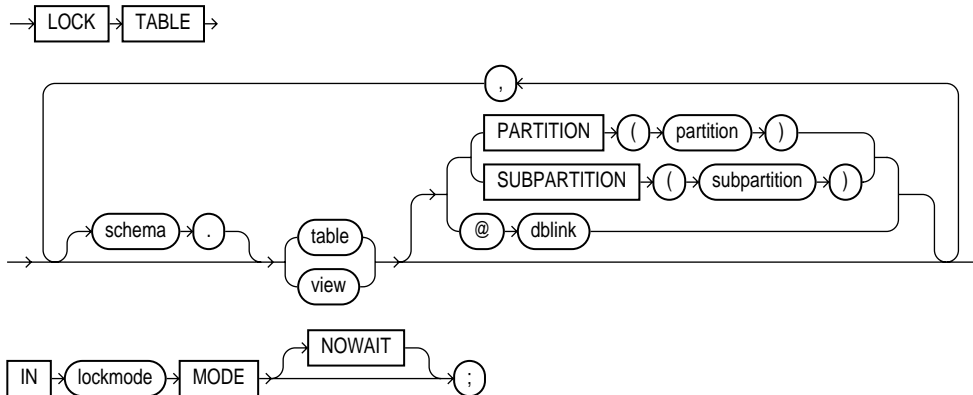 LOCK TABLE
,
PARTITION ( partition )
SUBPARTITION ( subpartition )
schema . table @ dblink
view
IN lockmode MODE NOWAIT ;